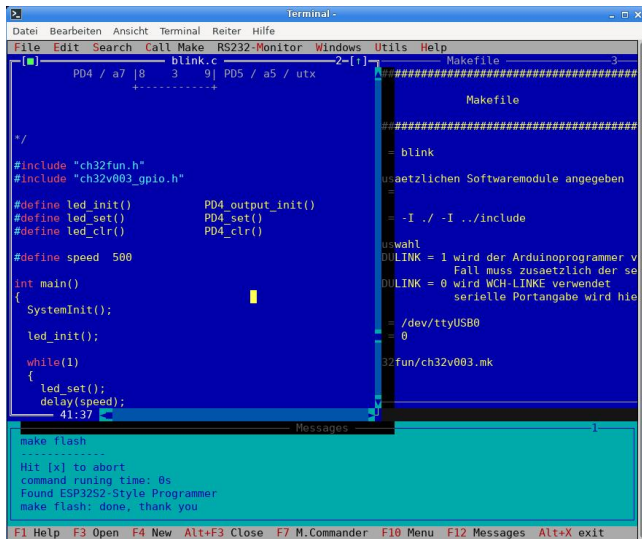 Terminal -
Datei Bearbeiten Ansicht Terminal Reiter Hilfe
File Edit Search Call Make RS232-Monitor Windows Utils Help
[■] blink.c 2=[↑]
PD4 / a7 |8 3 9| PD5 / a5 / utx
+-----------+
*/
#include "ch32fun.h"
#include "ch32v003_gpio.h"
#define led_init() PD4_output_init()
#define led_set() PD4_set()
#define led_clr() PD4_clr()
#define speed 500
int main()
{
SystemInit();
led_init();
while(1)
{
led_set();
delay(speed);
41:37
Makefile 3
Makefile
= blink
usaetzlichen Softwaremodule angegeben
=
= -I ./ -I ../include
uswahl
DULINK = 1 wird der Arduinoprogrammer v
Fall muss zusaetzlich der se
DULINK = 0 wird WCH-LINKE verwendet
serielle Portangabe wird hie
= /dev/ttyUSB0
= 0
32fun/ch32v003.mk
Messages 1
make flash
-------------
Hit [x] to abort
command runing time: 0s
Found ESP32S2-Style Programmer
make flash: done, thank you
F1 Help F3 Open F4 New Alt+F3 Close F7 M.Commander F10 Menu F12 Messages Alt+X exit